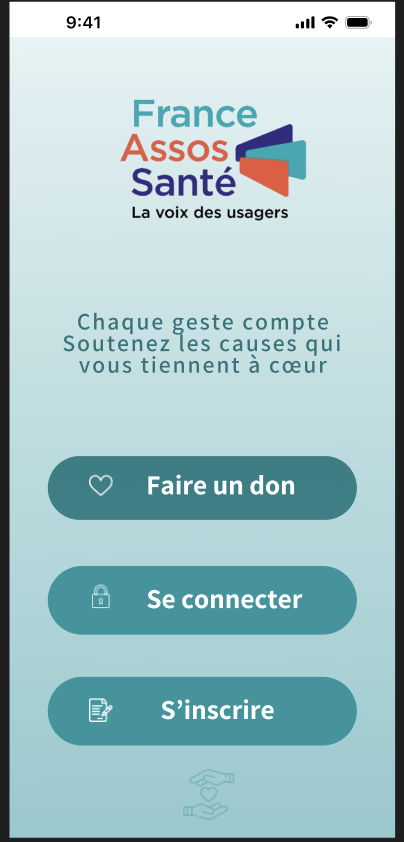 9:41
France
Assos
Santé
La voix des usagers
Chaque geste compte
Soutenez les causes qui
vous tiennent à cœur
Faire un don
Se connecter
S’inscrire